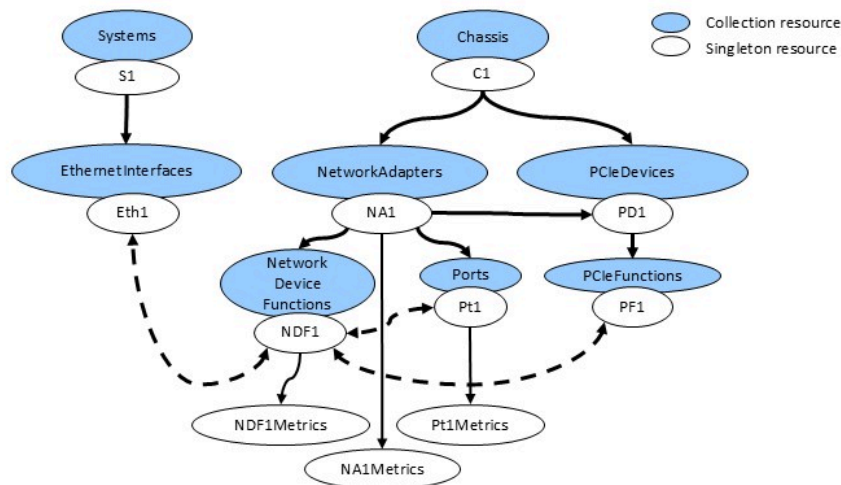 Systems
Chassis
Collection resource
Singleton resource
S1
C1
EthernetInterfaces
NetworkAdapters
PCIeDevices
Eth1
NA1
PD1
Network
Device
Functions
Ports
PCIeFunctions
NDF1
Pt1
PF1
NDF1Metrics
Pt1Metrics
NA1Metrics